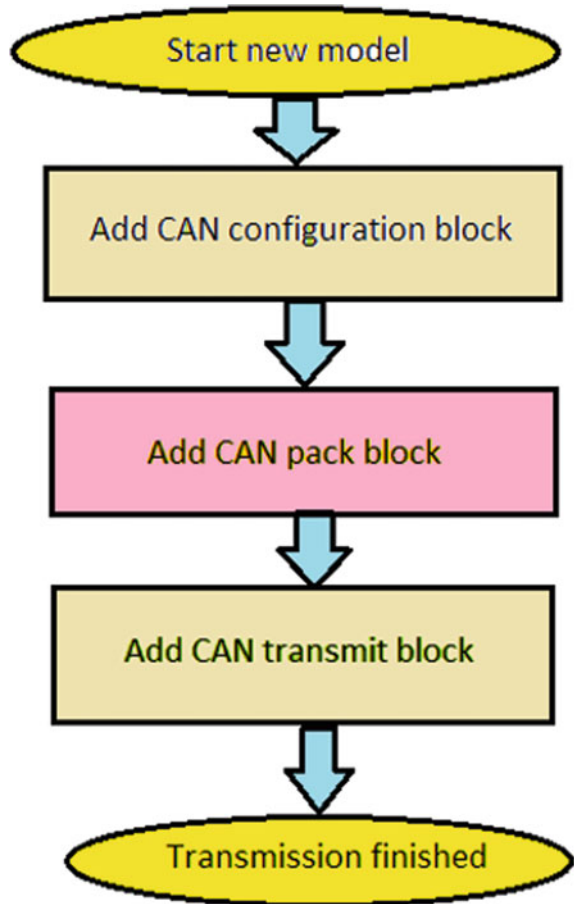 Start new model
Add CAN configuration block
Add CAN pack block
Add CAN transmit block
Transmission finished